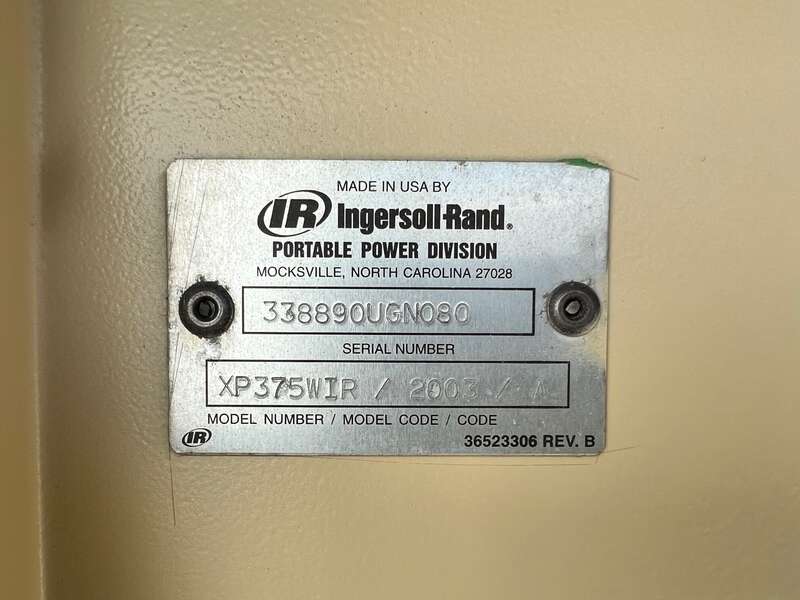 MADE IN USA BY
IR Ingersoll-Rand®
PORTABLE POWER DIVISION
MOCKSVILLE, NORTH CAROLINA 27028
338890UGN080
SERIAL NUMBER
XP375WIR / 2003 / A
MODEL NUMBER / MODEL CODE / CODE
IR 36523306 REV. B